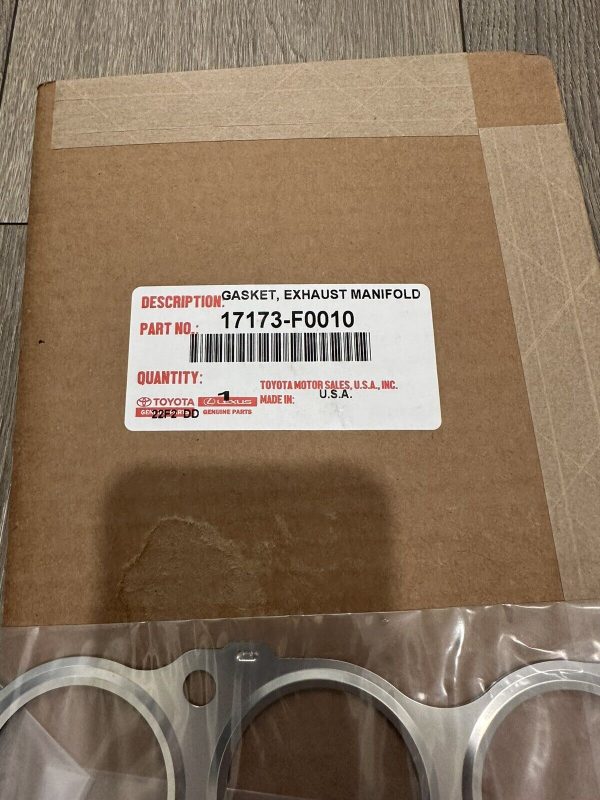 DESCRIPTION: GASKET, EXHAUST MANIFOLD
PART NO.: 17173-F0010
QUANTITY: 1
TOYOTA MOTOR SALES, U.S.A., INC.
MADE IN: U.S.A.
TOYOTA LEXUS
22F2 DD GENUINE PARTS